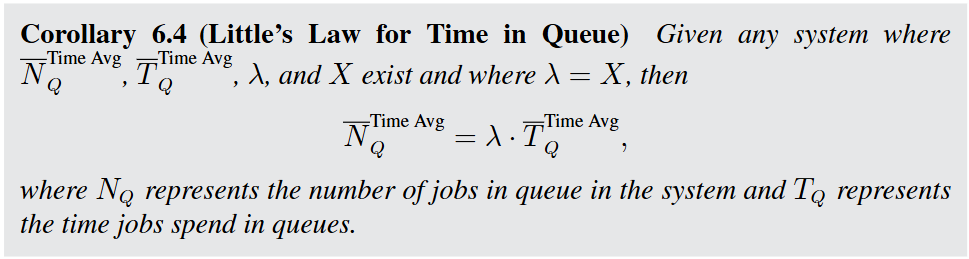 Corollary 6.4 (Little's Law for Time in Queue) Given any system where
$\overline{N}_Q^{\text{Time Avg}}$, $\overline{T}_Q^{\text{Time Avg}}$, λ, and X exist and where λ = X, then
$\overline{N}_Q^{\text{Time Avg}} = \lambda \cdot \overline{T}_Q^{\text{Time Avg}},$
where $N_Q$ represents the number of jobs in queue in the system and $T_Q$ represents
the time jobs spend in queues.